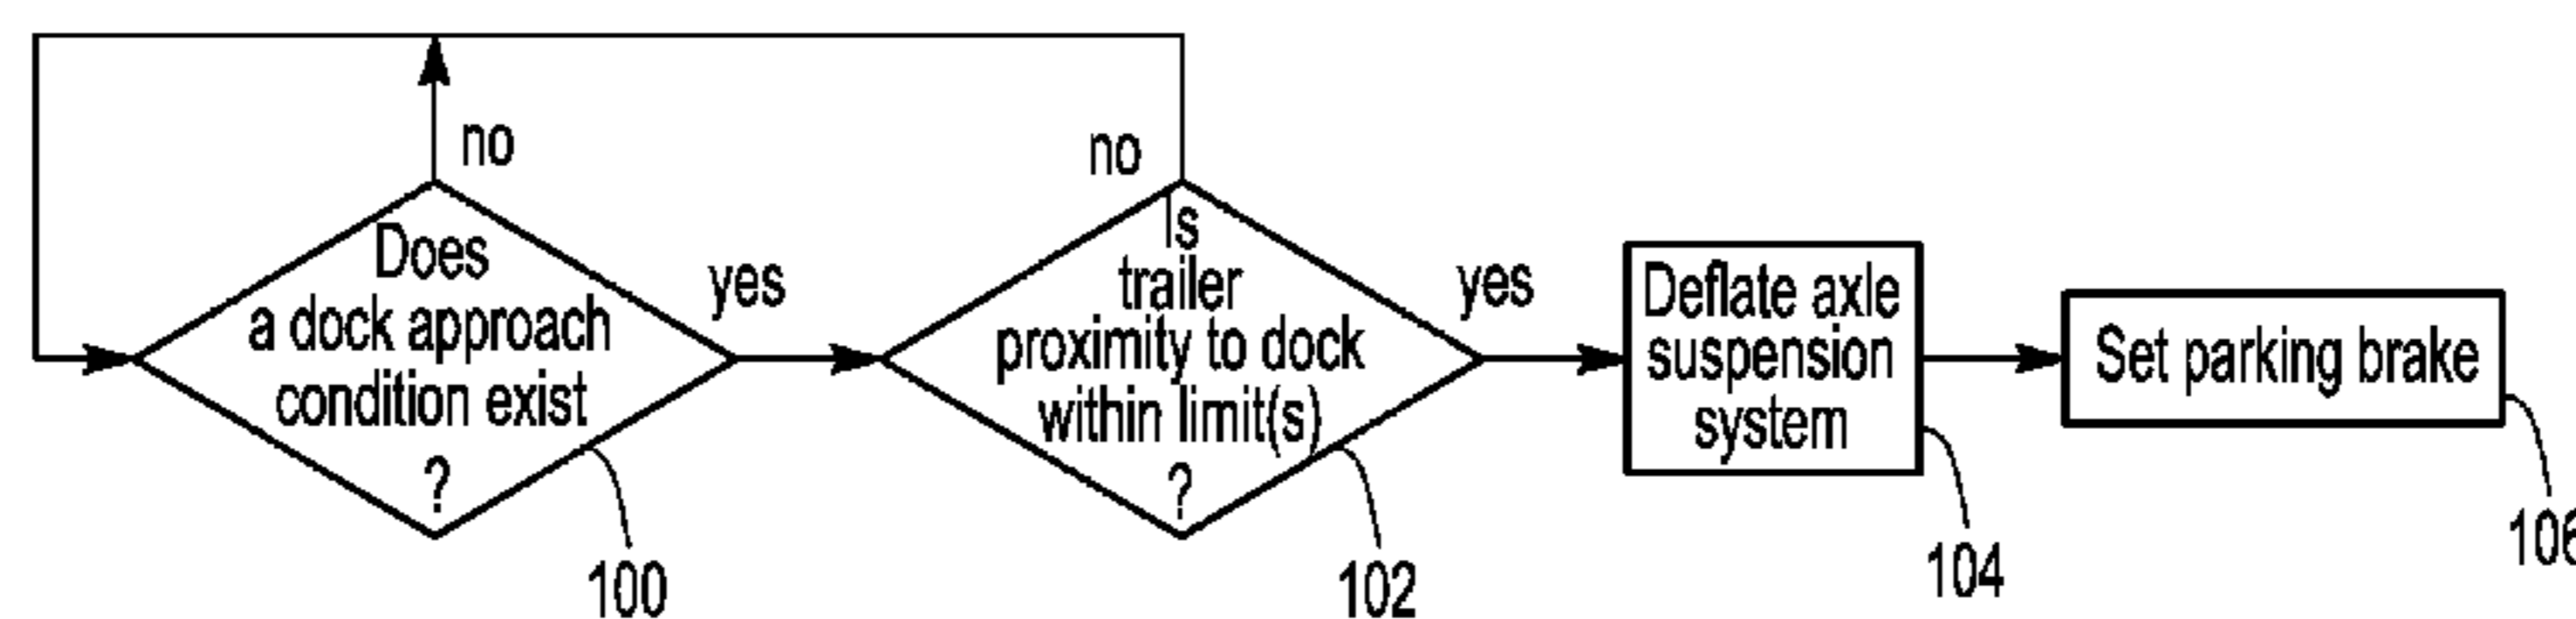 no
Does
a dock approach
condition exist
?
100
yes
no
Is
trailer
proximity to dock
within limit(s)
?
102
yes
Deflate axle
suspension
system
104
Set parking brake
106